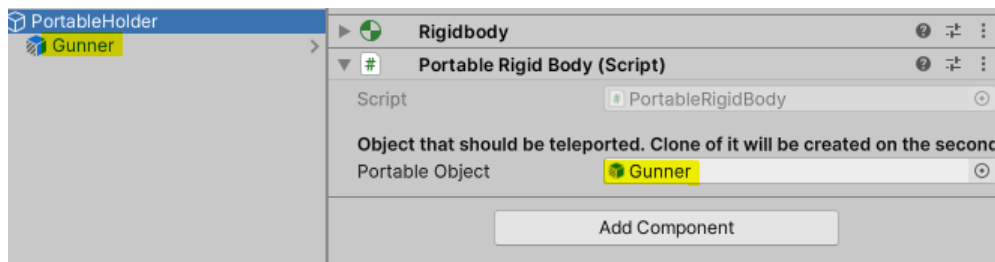 PortableHolder
Gunner
Rigidbody
Portable Rigid Body (Script)
Script PortableRigidBody
Object that should be teleported. Clone of it will be created on the second
Portable Object Gunner
Add Component